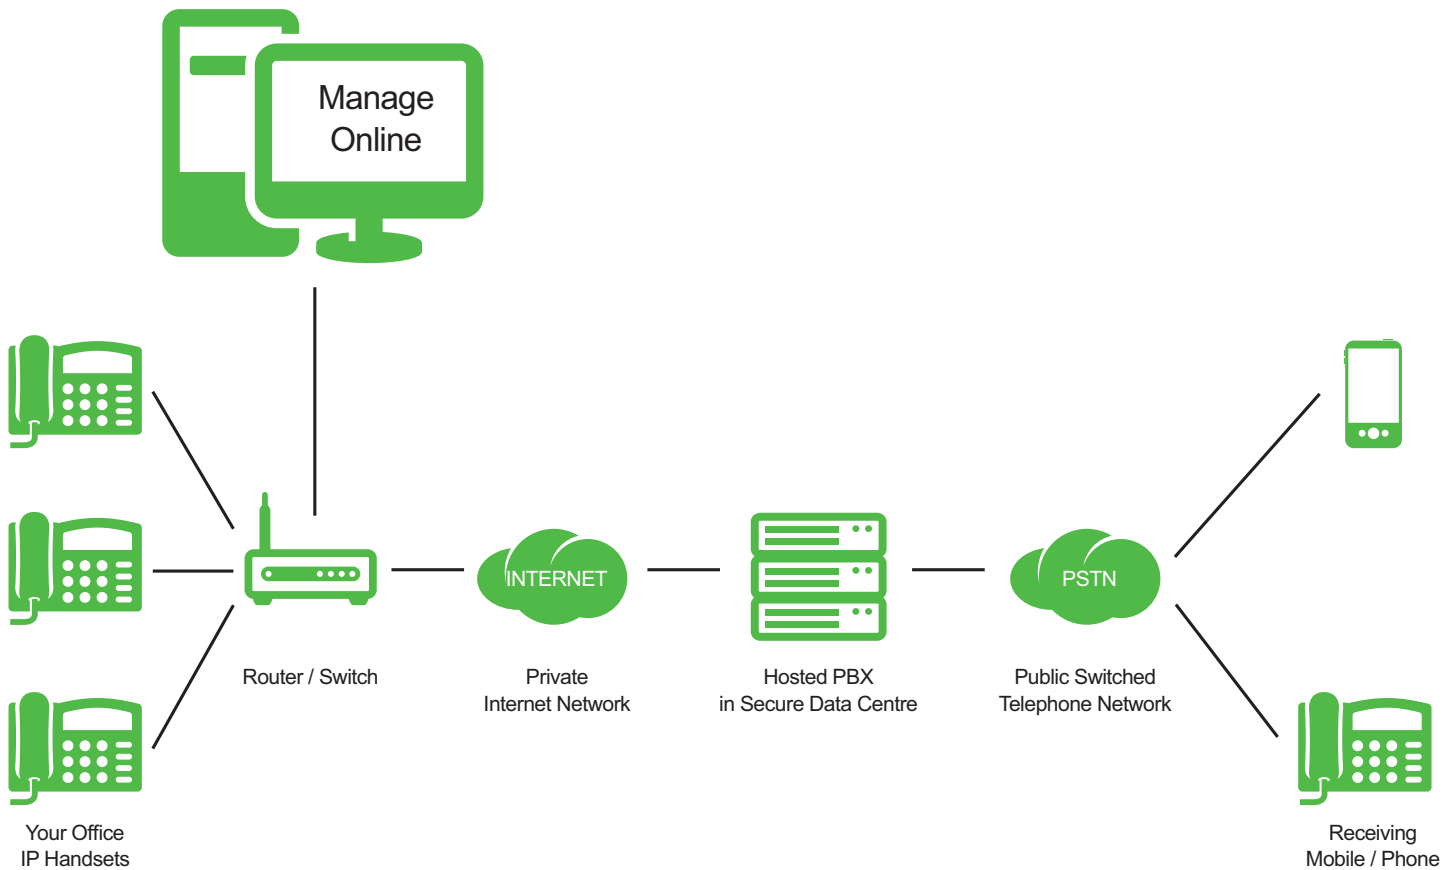 Manage
Online
INTERNET
PSTN
Router / Switch
Private
Internet Network
Hosted PBX
in Secure Data Centre
Public Switched
Telephone Network
Your Office
IP Handsets
Receiving
Mobile / Phone